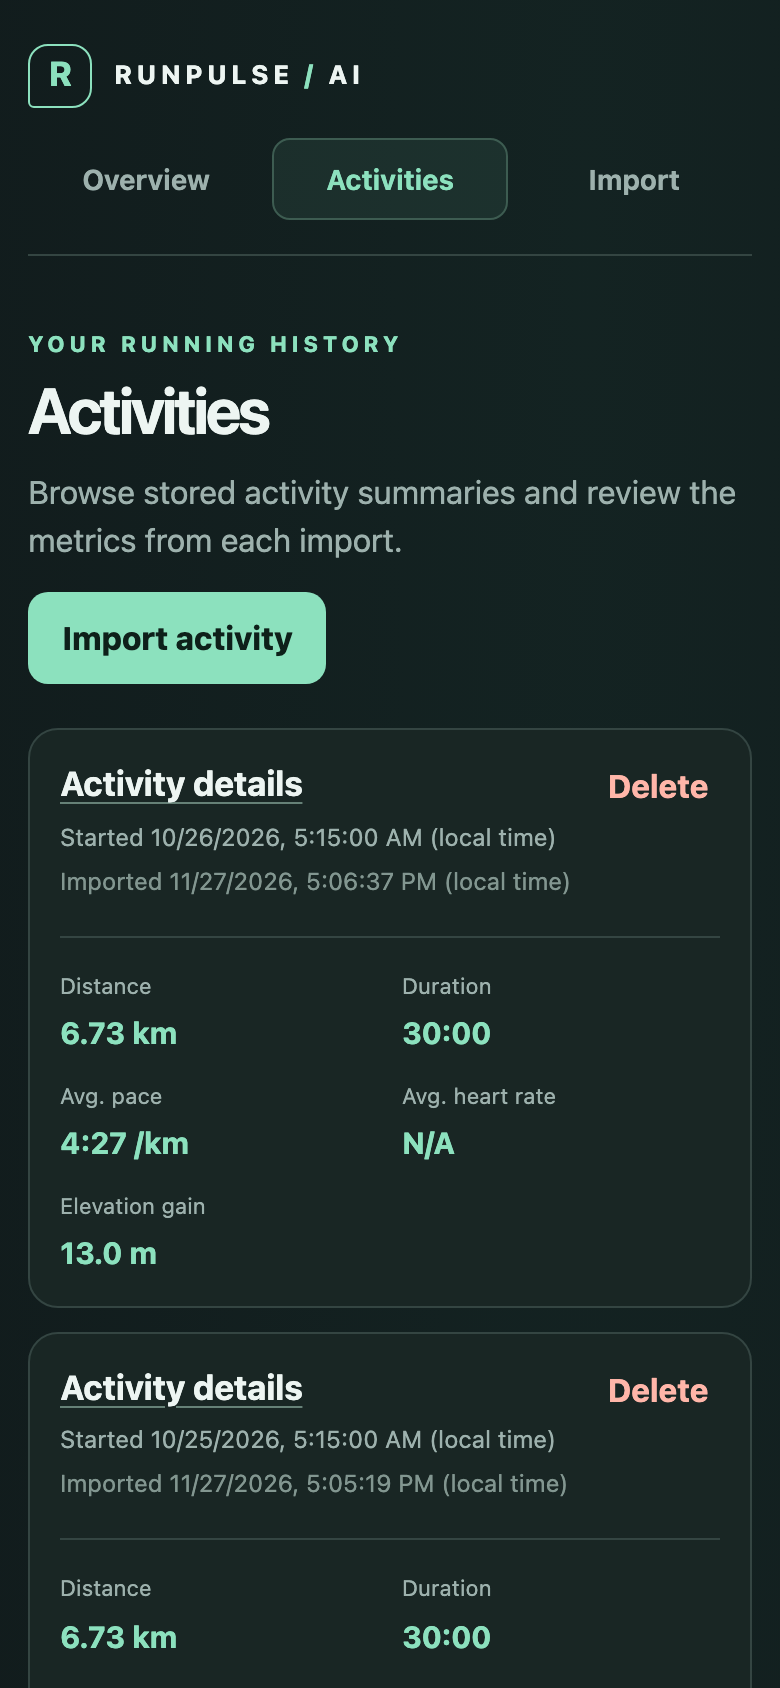 R
RUNPULSE / AI
Overview
Activities
Import
YOUR RUNNING HISTORY
Activities
Browse stored activity summaries and review the
metrics from each import.
Import activity
Activity details
Delete
Started 10/26/2026, 5:15:00 AM (local time)
Imported 11/27/2026, 5:06:37 PM (local time)
Distance
Duration
6.73 km
30:00
Avg. pace
Avg. heart rate
4:27 /km
N/A
Elevation gain
13.0 m
Activity details
Delete
Started 10/25/2026, 5:15:00 AM (local time)
Imported 11/27/2026, 5:05:19 PM (local time)
Distance
Duration
6.73 km
30:00